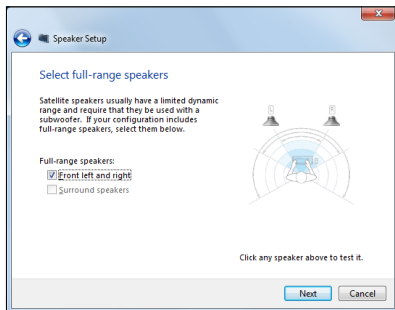 Speaker Setup
Select full-range speakers
Satellite speakers usually have a limited dynamic
range and require that they be used with a
subwoofer. If your configuration includes
full-range speakers, select them below.
Full-range speakers:
Front left and right
Surround speakers
L R
Click any speaker above to test it.
Next Cancel